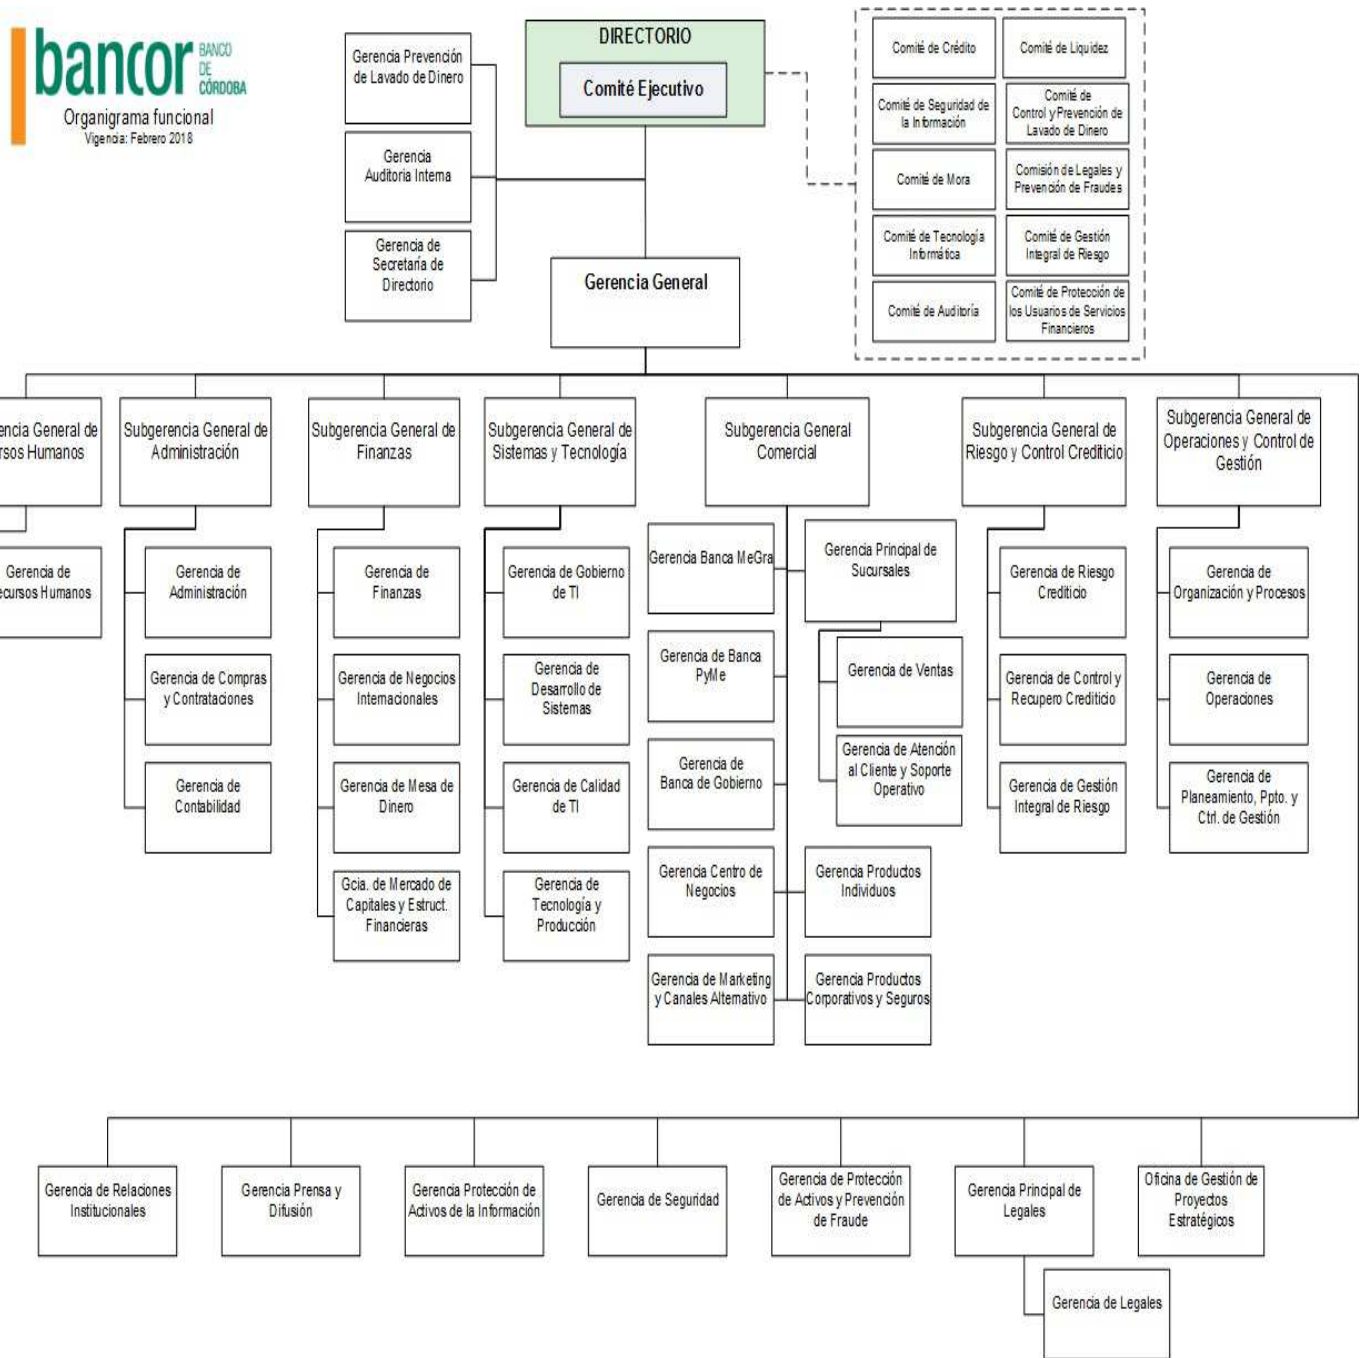 bancor BANCO
DE
CÓRDOBA
Organigrama funcional
Vigencia: Febrero 2018
Gerencia Prevención
de Lavado de Dinero
Gerencia
Auditoria Interna
Gerencia de
Secretaría de
Directorio
DIRECTORIO
Comité Ejecutivo
Gerencia General
Comité de Crédito
Comité de Liquidez
Comité de Seguridad de
la Información
Comité de
Control y Prevención de
Lavado de Dinero
Comité de Mora
Comisión de Legales y
Prevención de Fraudes
Comité de Tecnología
Informática
Comité de Gestión
Integral de Riesgo
Comité de Auditoría
Comité de Protección de
los Usuarios de Servicios
Financieros
encia General de
rsos Humanos
Subgerencia General de
Administración
Subgerencia General de
Finanzas
Subgerencia General de
Sistemas y Tecnología
Subgerencia General
Comercial
Subgerencia General de
Riesgo y Control Crediticio
Subgerencia General de
Operaciones y Control de
Gestión
Gerencia de
ecursos Humanos
Gerencia de
Administración
Gerencia de Compras
y Contrataciones
Gerencia de
Contabilidad
Gerencia de
Finanzas
Gerencia de Negocios
Internacionales
Gerencia de Mesa de
Dinero
Gcia. de Mercado de
Capitales y Estruct.
Financieras
Gerencia de Gobierno
de TI
Gerencia de
Desarrollo de
Sistemas
Gerencia de Calidad
de TI
Gerencia de
Tecnología y
Producción
Gerencia Banca MeGra
Gerencia de Banca
PyMe
Gerencia de
Banca de Gobierno
Gerencia Centro de
Negocios
Gerencia de Marketing
y Canales Alternativo
Gerencia Principal de
Sucursales
Gerencia de Ventas
Gerencia de Atención
al Cliente y Soporte
Operativo
Gerencia Productos
Individuos
Gerencia Productos
Corporativos y Seguros
Gerencia de Riesgo
Crediticio
Gerencia de Control y
Recupero Crediticio
Gerencia de Gestión
Integral de Riesgo
Gerencia de
Organización y Procesos
Gerencia de
Operaciones
Gerencia de
Planeamiento, Ppto. y
Ctrl. de Gestión
Gerencia de Relaciones
Institucionales
Gerencia Prensa y
Difusión
Gerencia Protección de
Activos de la Información
Gerencia de Seguridad
Gerencia de Protección
de Activos y Prevención
de Fraude
Gerencia Principal de
Legales
Oficina de Gestión de
Proyectos
Estratégicos
Gerencia de Legales